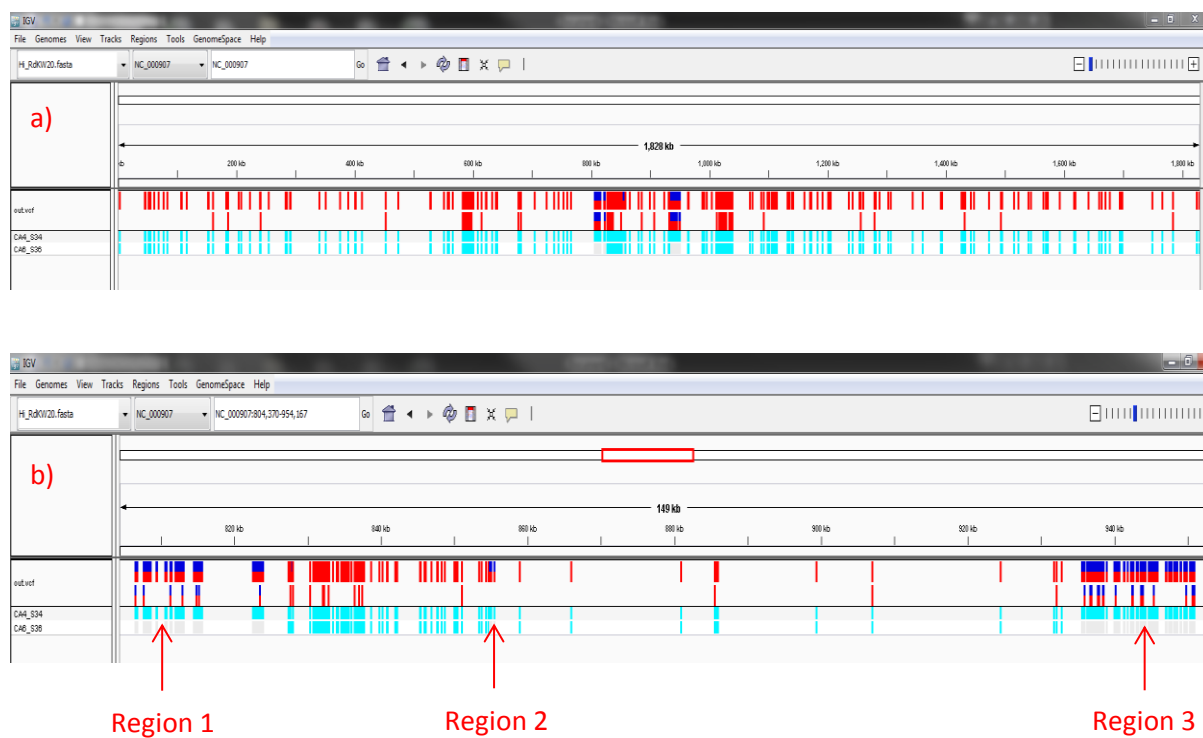 IGV
File Genomes View Tracks Regions Tools GenomeSpace Help
Hi_RdKW20.fasta NC_000907 NC_000907 Go
a)
1,828 kb
kb 200 kb 400 kb 600 kb 800 kb 1,000 kb 1,200 kb 1,400 kb 1,600 kb 1,800 kb
out.vcf
CA4_S34
CA6_S36
IGV
File Genomes View Tracks Regions Tools GenomeSpace Help
Hi_RdKW20.fasta NC_000907 NC_000907:804,370-954,167 Go
b)
149 kb
820 kb 840 kb 860 kb 880 kb 900 kb 920 kb 940 kb
out.vcf
CA4_S34
CA6_S36
Region 1 Region 2 Region 3